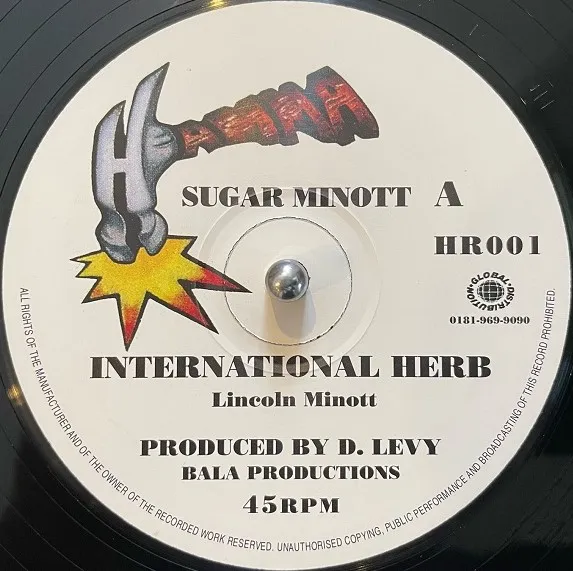 HAMMA
SUGAR MINOTT A
HR001
GLOBAL · DISTRIBUTION ·
0181-969-9090
INTERNATIONAL HERB
Lincoln Minott
PRODUCED BY D. LEVY
BALA PRODUCTIONS
45RPM
ALL RIGHTS OF THE MANUFACTURER AND OF THE OWNER OF THE RECORDED WORK RESERVED. UNAUTHORISED COPYING, PUBLIC PERFORMANCE AND BROADCASTING OF THIS RECORD PROHIBITED.